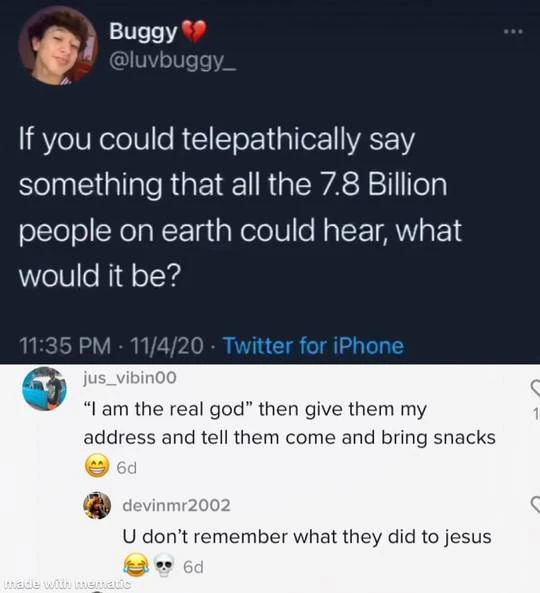 Buggy💔
@luvbuggy_
If you could telepathically say
something that all the 7.8 Billion
people on earth could hear, what
would it be?
11:35 PM · 11/4/20 · Twitter for iPhone
jus_vibin00
“I am the real god” then give them my
address and tell them come and bring snacks
😁 6d
devinmr2002
U don’t remember what they did to jesus
😂💀 6d
made with mematic